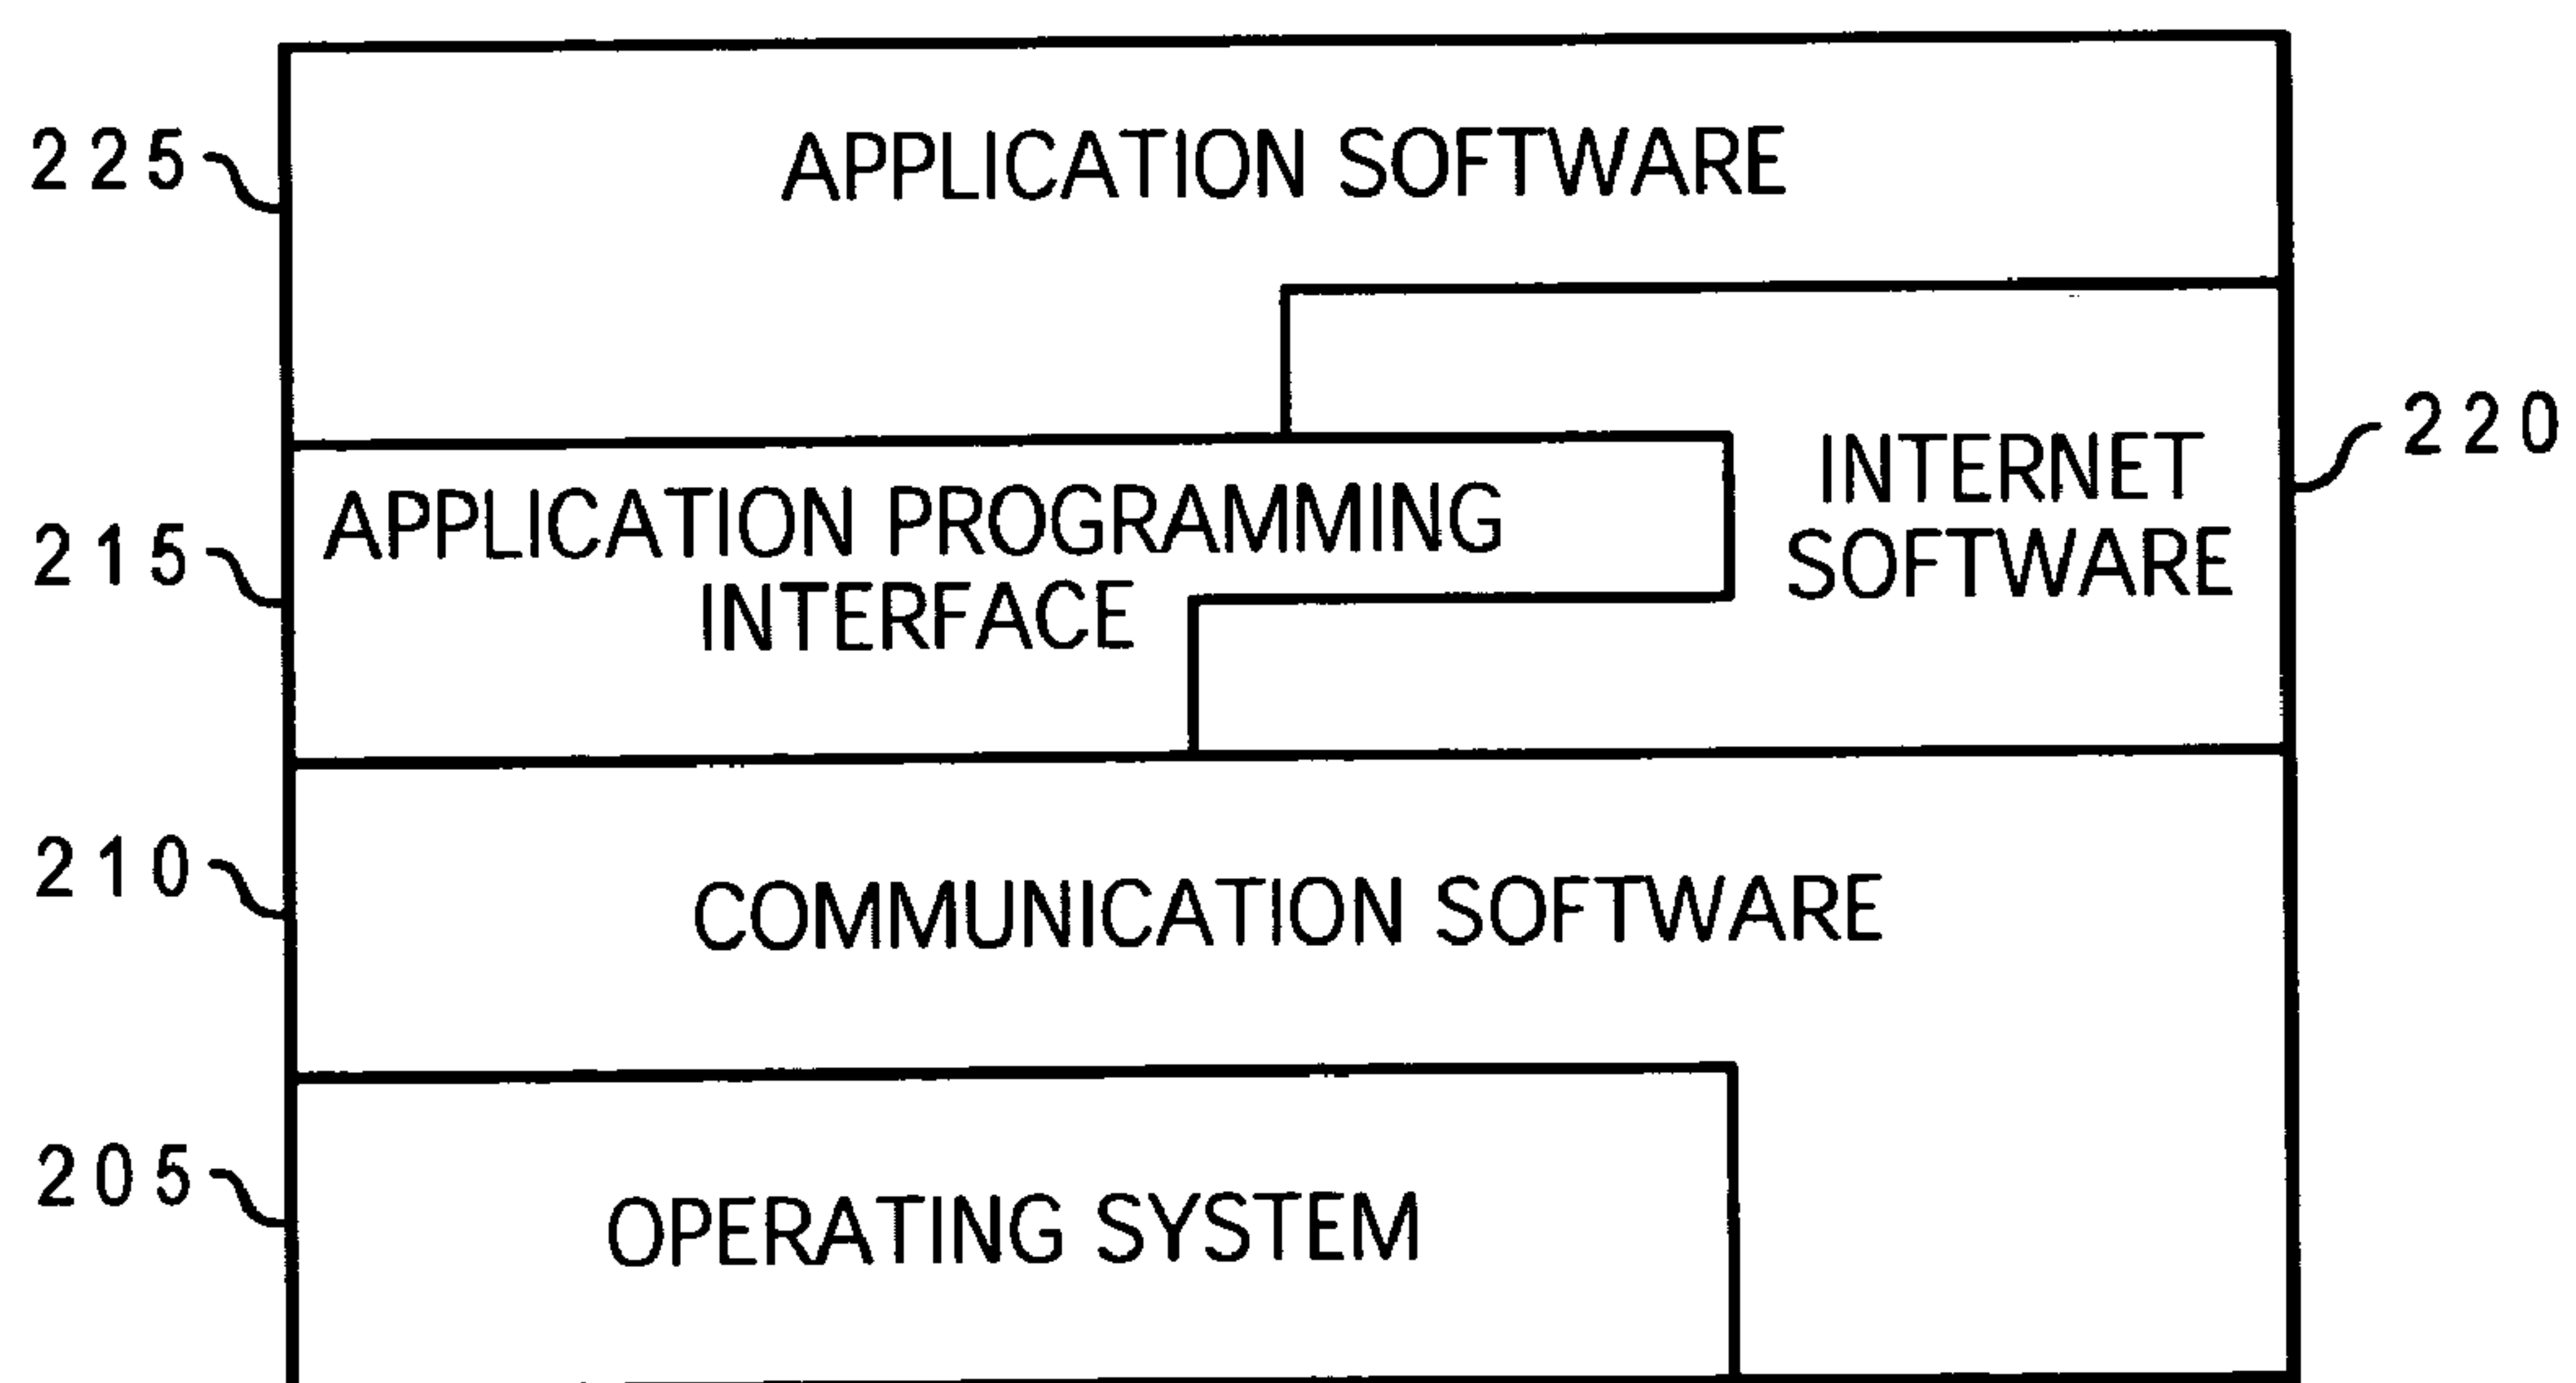 225
APPLICATION SOFTWARE
220
INTERNET
SOFTWARE
215
APPLICATION PROGRAMMING
INTERFACE
210
COMMUNICATION SOFTWARE
205
OPERATING SYSTEM